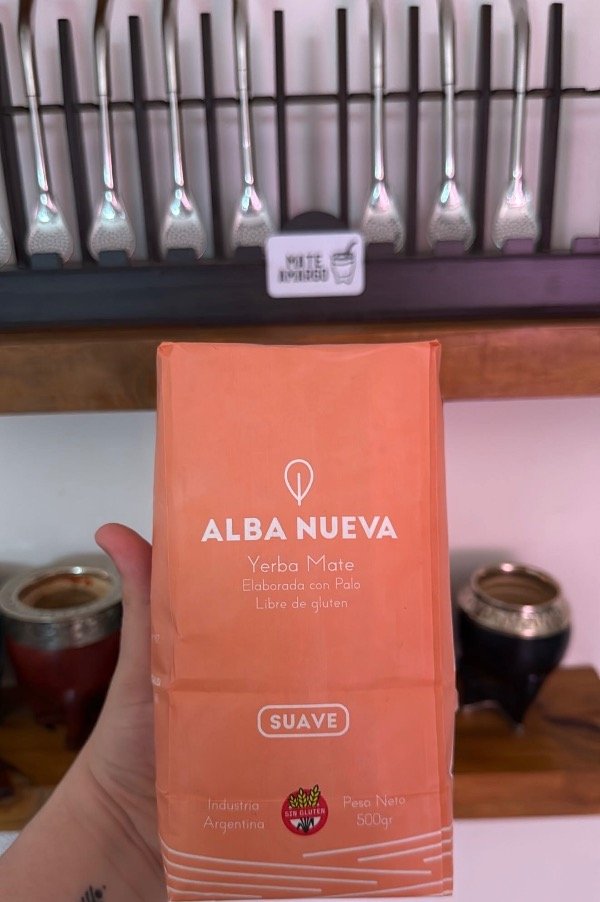 MATE
AMARGO
ALBA NUEVA
Yerba Mate
Elaborada con Palo
Libre de gluten
SUAVE
Industria
Argentina
SIN GLUTEN
Peso Neto
500gr